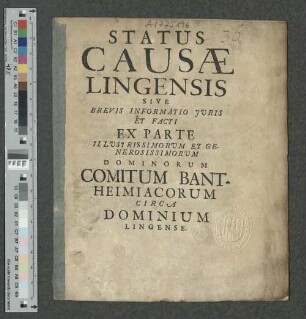 STATUS
CAUSÆ
LINGENSIS
SIVE
BREVIS INFORMATIO JURIS
ET FACTI
EX PARTE
ILLUSTRISSIMORUM ET GE-
NEROSISSIMORUM
DOMINORUM
COMITUM BANT-
HEIMIACORUM
CIRCA
DOMINIUM
LINGENSE.